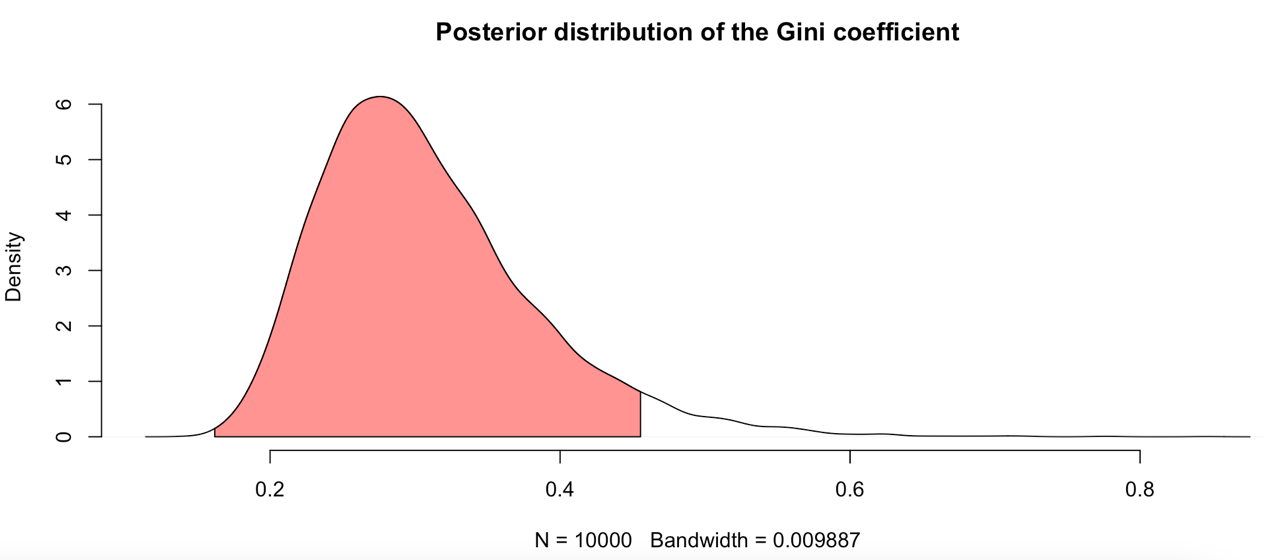 Posterior distribution of the Gini coefficient
Density
6
5
4
3
2
1
0
0.2 0.4 0.6 0.8
N = 10000 Bandwidth = 0.009887